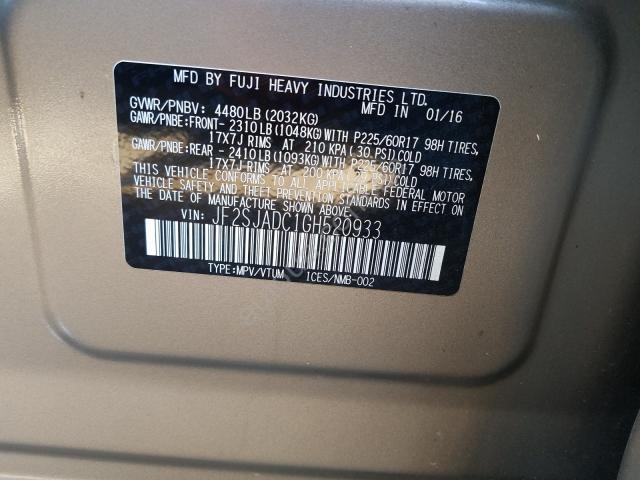 MFD BY FUJI HEAVY INDUSTRIES LTD.
MFD IN 01/16
GVWR/PNBV: 4480LB(2032KG)
GAWR/PNBE:FRONT- 2310LB(1048KG)WITH P225/60R17 98H TIRES,
17X7J RIMS AT 210 KPA( 30 PSI)COLD
GAWR/PNBE:REAR - 2410LB(1093KG)WITH P225/60R17 98H TIRES,
17X7J RIMS AT 200 KPA( PSI)COLD
THIS VEHICLE CONFORMS TO ALL APPLICABLE FEDERAL MOTOR
VEHICLE SAFETY AND THEFT PREVENTION STANDARDS IN EFFECT ON
THE DATE OF MANUFACTURE SHOWN ABOVE.
VIN: JF2SJADC1GH520933
TYPE:MPV/VTUM ICES/NMB-002